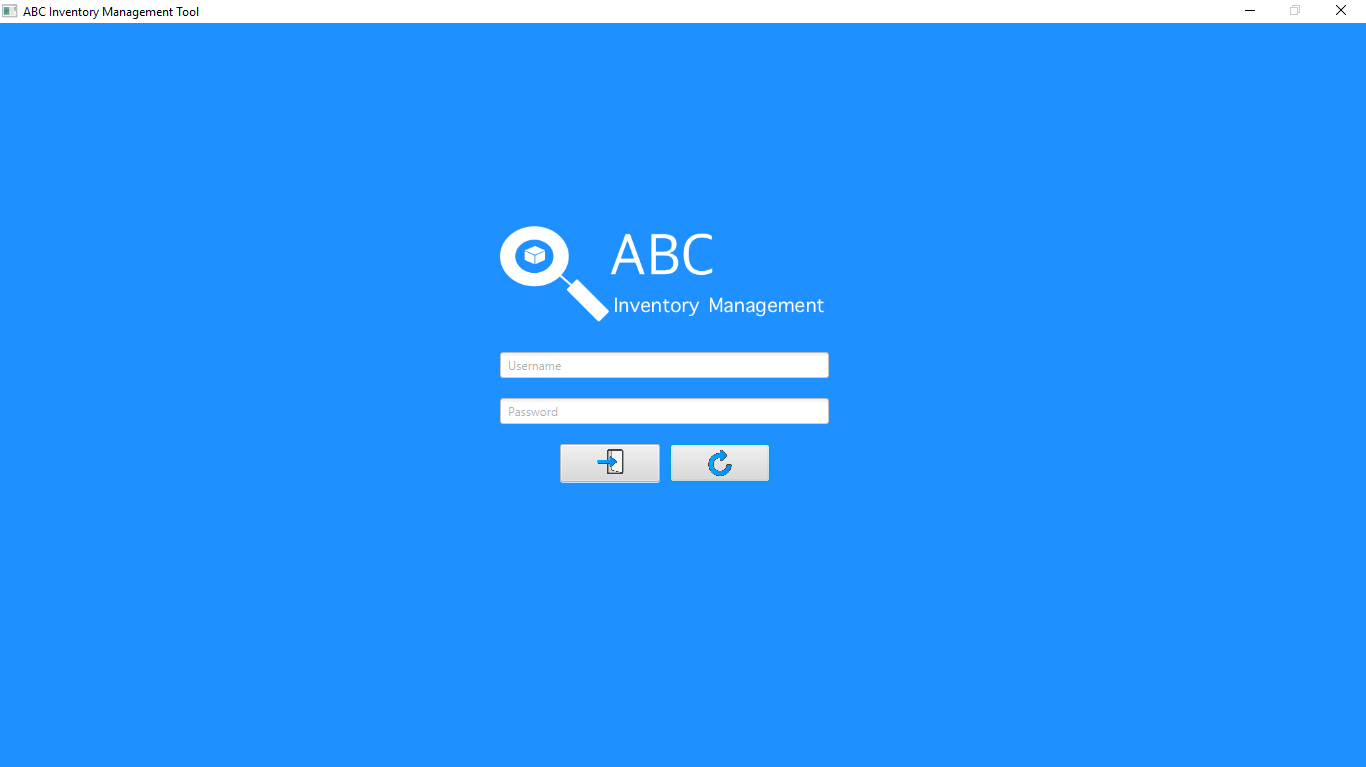 ABC Inventory Management Tool
ABC
Inventory Management
Username
Password